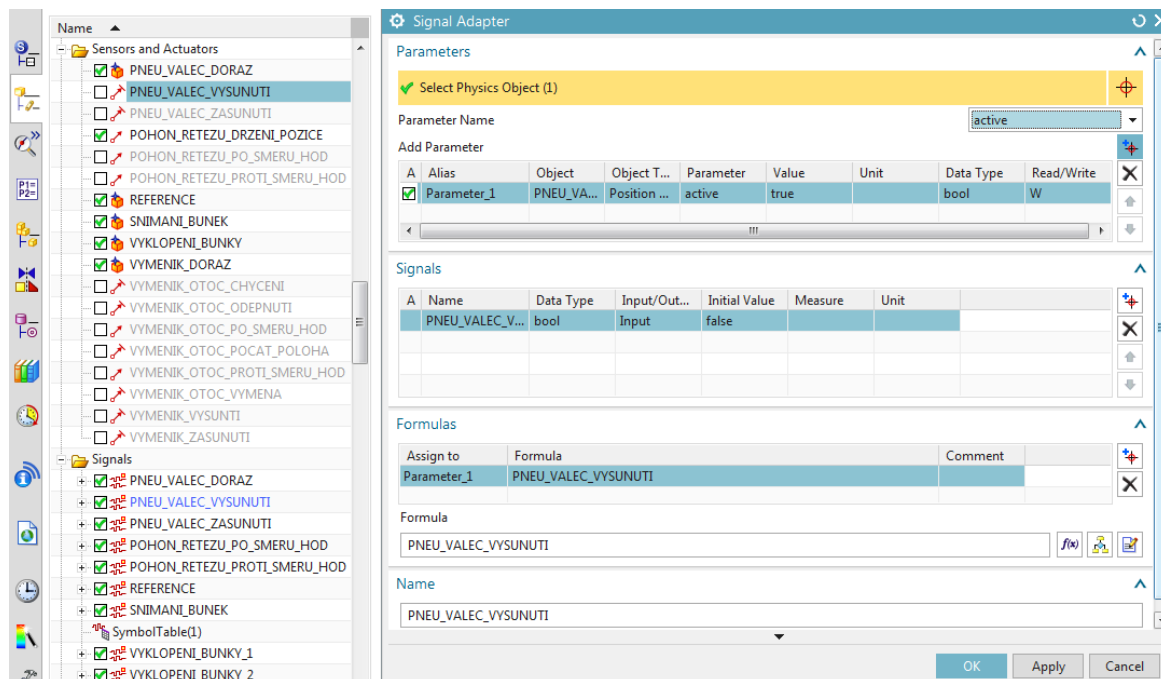 Name
Sensors and Actuators
PNEU_VALEC_DORAZ
PNEU_VALEC_VYSUNUTI
PNEU_VALEC_ZASUNUTI
POHON_RETEZU_DRZENI_POZICE
POHON_RETEZU_PO_SMERU_HOD
POHON_RETEZU_PROTI_SMERU_HOD
REFERENCE
SNIMANI_BUNEK
VYKLOPENI_BUNKY
VYMENIK_DORAZ
VYMENIK_OTOC_CHYCENI
VYMENIK_OTOC_ODEPNUTI
VYMENIK_OTOC_PO_SMERU_HOD
VYMENIK_OTOC_POCAT_POLOHA
VYMENIK_OTOC_PROTI_SMERU_HOD
VYMENIK_OTOC_VYMENA
VYMENIK_VYSUNTI
VYMENIK_ZASUNUTI
Signals
PNEU_VALEC_DORAZ
PNEU_VALEC_VYSUNUTI
PNEU_VALEC_ZASUNUTI
POHON_RETEZU_PO_SMERU_HOD
POHON_RETEZU_PROTI_SMERU_HOD
REFERENCE
SNIMANI_BUNEK
SymbolTable(1)
VYKLOPENI_BUNKY_1
VYKLOPENI_BUNKY_2
Signal Adapter
Parameters
Select Physics Object (1)
Parameter Name active
Add Parameter
A Alias Object Object T... Parameter Value Unit Data Type Read/Write
Parameter_1 PNEU_VA... Position ... active true bool W
Signals
A Name Data Type Input/Out... Initial Value Measure Unit
PNEU_VALEC_V... bool Input false
Formulas
Assign to Formula Comment
Parameter_1 PNEU_VALEC_VYSUNUTI
Formula
PNEU_VALEC_VYSUNUTI f(x)
Name
PNEU_VALEC_VYSUNUTI
OK Apply Cancel